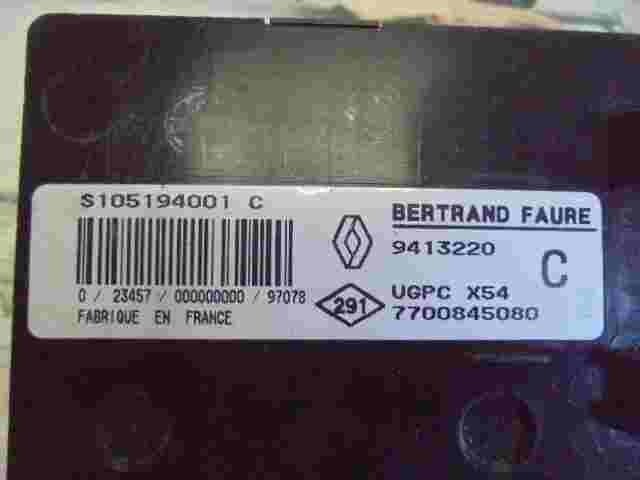 S105194001 C
0 / 23457 / 000000000 / 97078
FABRIQUE EN FRANCE
291
BERTRAND FAURE
9413220
C
UGPC X54
7700845080